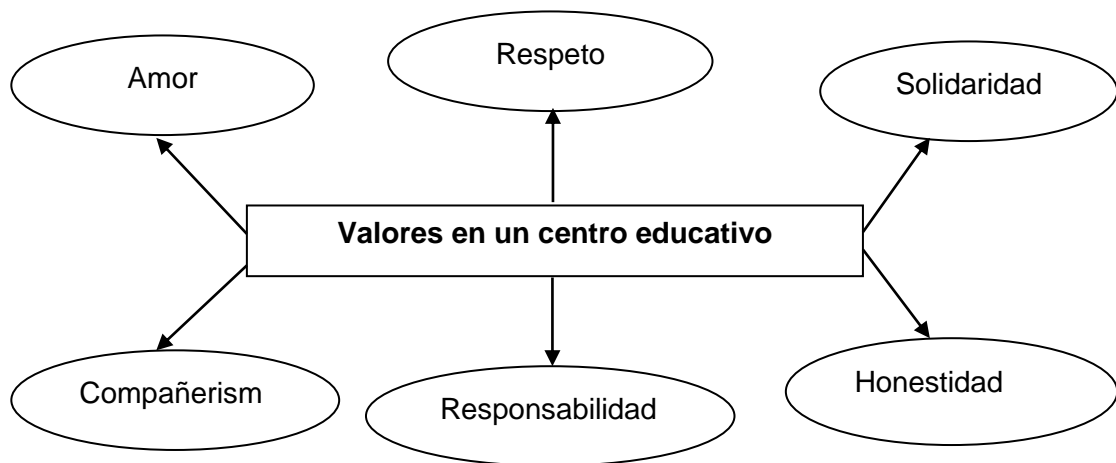 Amor
Respeto
Solidaridad
Valores en un centro educativo
Compañerism
Responsabilidad
Honestidad